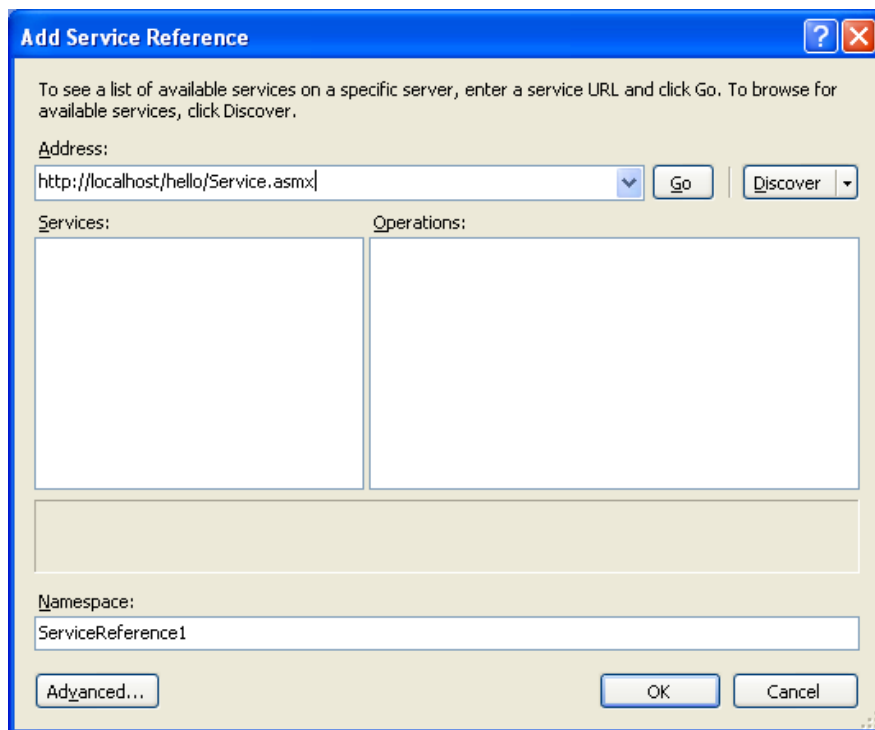 Add Service Reference
To see a list of available services on a specific server, enter a service URL and click Go. To browse for
available services, click Discover.
Address:
http://localhost/hello/Service.asmx
Go
Discover
Services:
Operations:
Namespace:
ServiceReference1
Advanced...
OK
Cancel